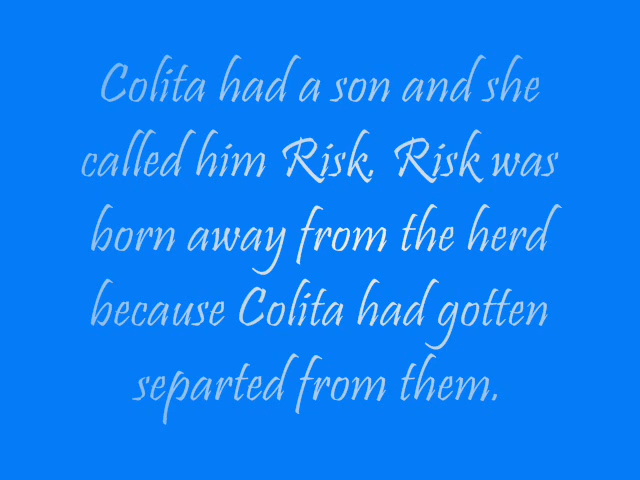 Colita had a son and she
called him Risk. Risk was
born away from the herd
because Colita had gotten
separted from them.